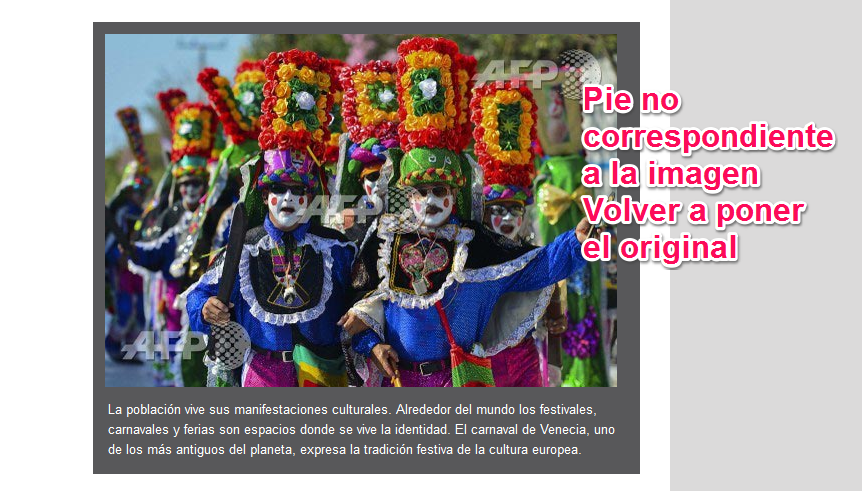 AFP
Pie no
correspondiente
a la imagen
Volver a poner
el original
AFP
AFP
La población vive sus manifestaciones culturales. Alrededor del mundo los festivales,
carnavales y ferias son espacios donde se vive la identidad. El carnaval de Venecia, uno
de los más antiguos del planeta, expresa la tradición festiva de la cultura europea.